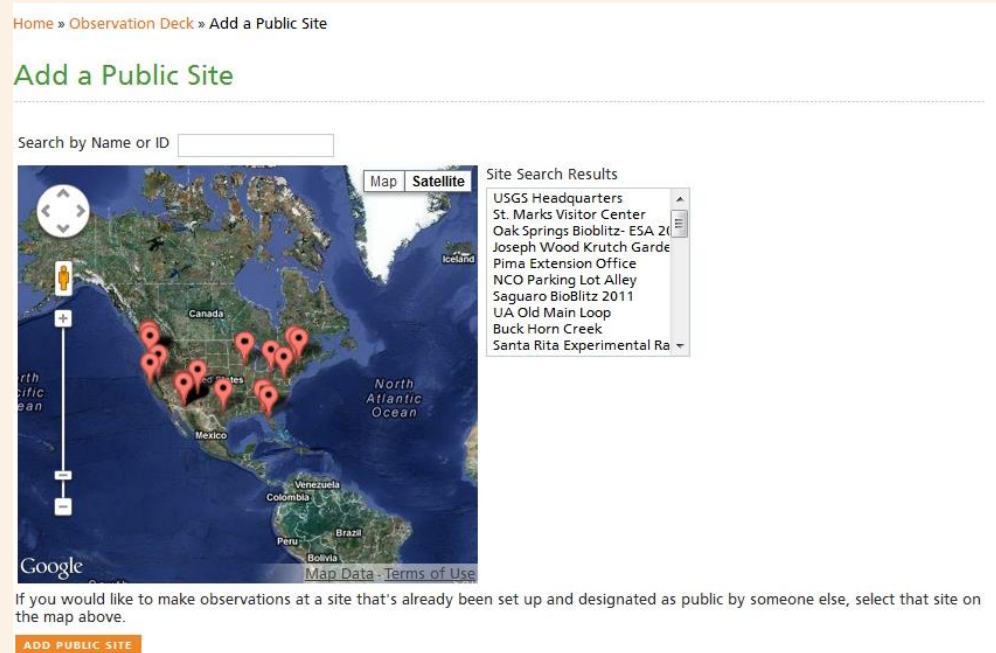 Home » Observation Deck » Add a Public Site
Add a Public Site
Search by Name or ID
Map Satellite
Site Search Results
USGS Headquarters
St. Marks Visitor Center
Oak Springs Bioblitz- ESA 20
Joseph Wood Krutch Garde
Pima Extension Office
NCO Parking Lot Alley
Saguaro BioBlitz 2011
UA Old Main Loop
Buck Horn Creek
Santa Rita Experimental Ra
Iceland
Canada
North
Atlantic
Ocean
Mexico
Venezuela
Colombia
Brazil
Peru
Bolivia
Google
Map Data - Terms of Use
If you would like to make observations at a site that's already been set up and designated as public by someone else, select that site on
the map above.
ADD PUBLIC SITE